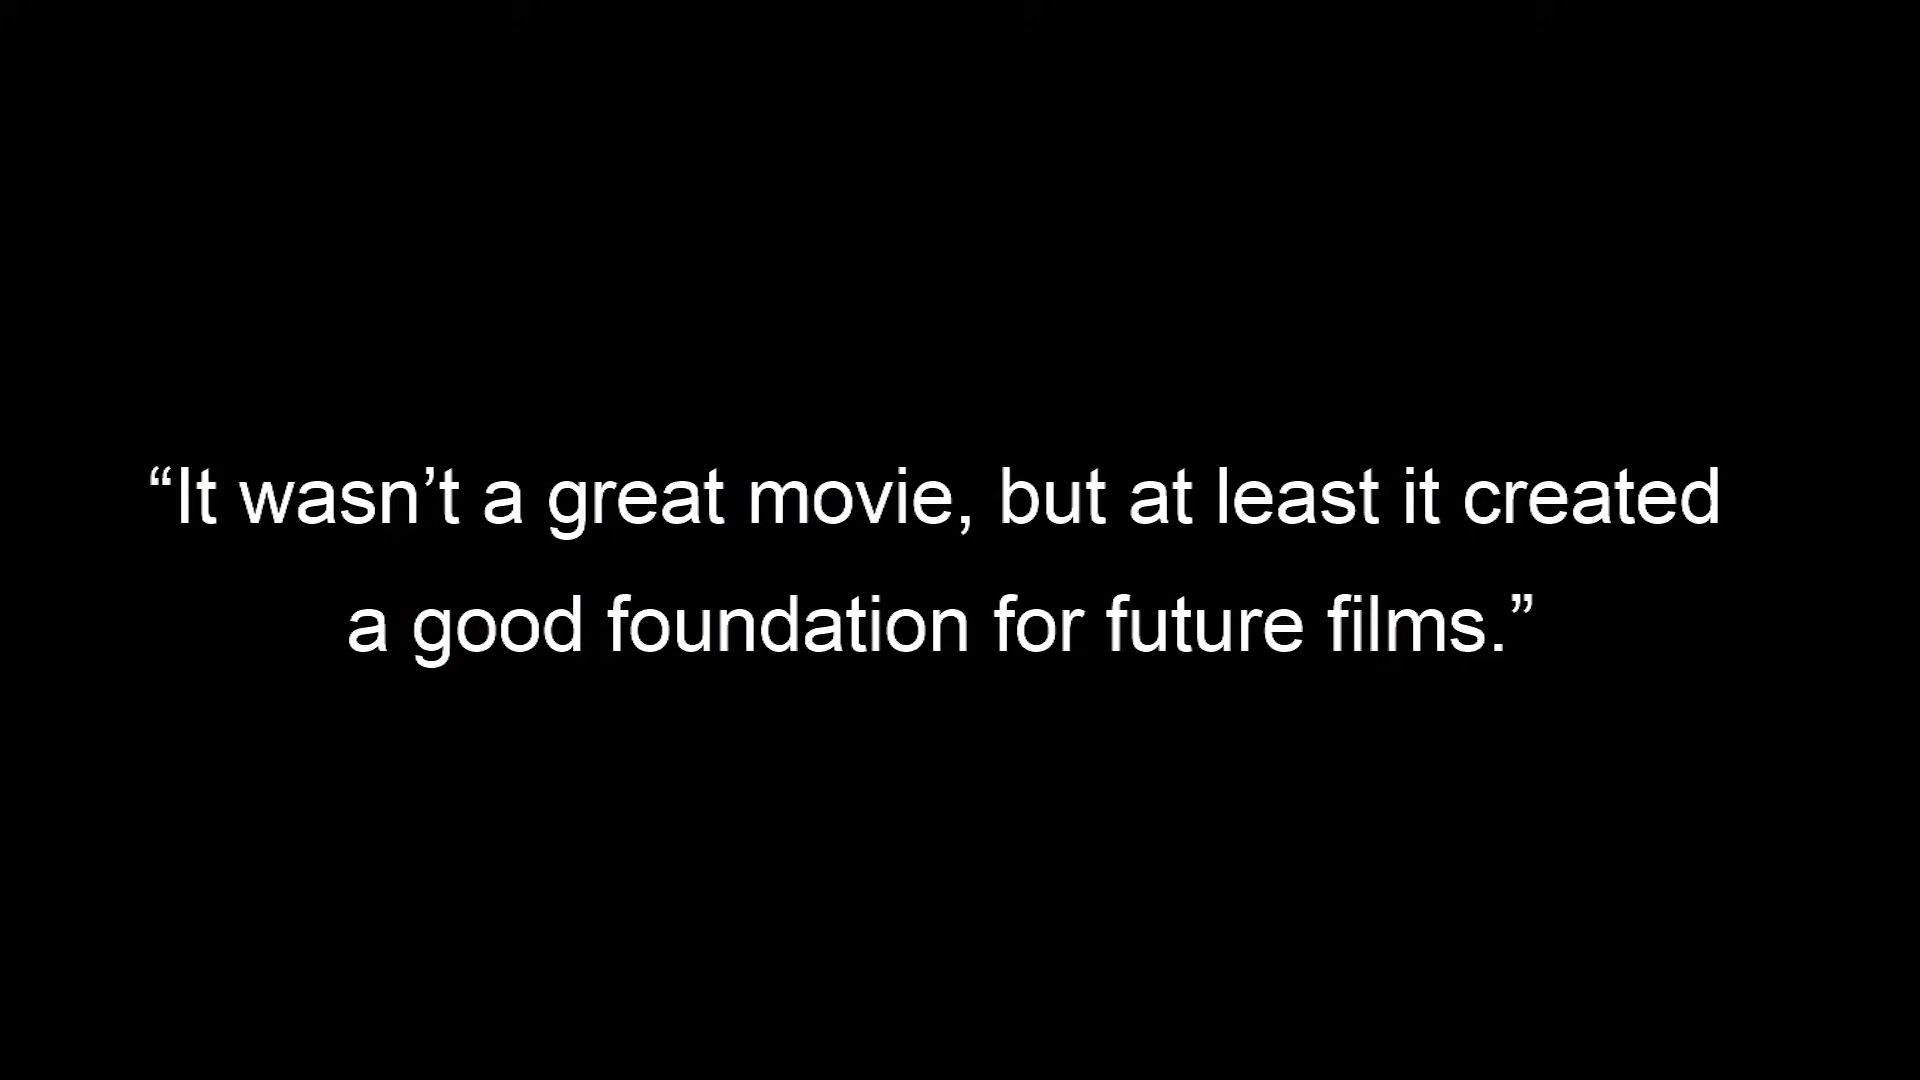 “It wasn’t a great movie, but at least it created
a good foundation for future films.”